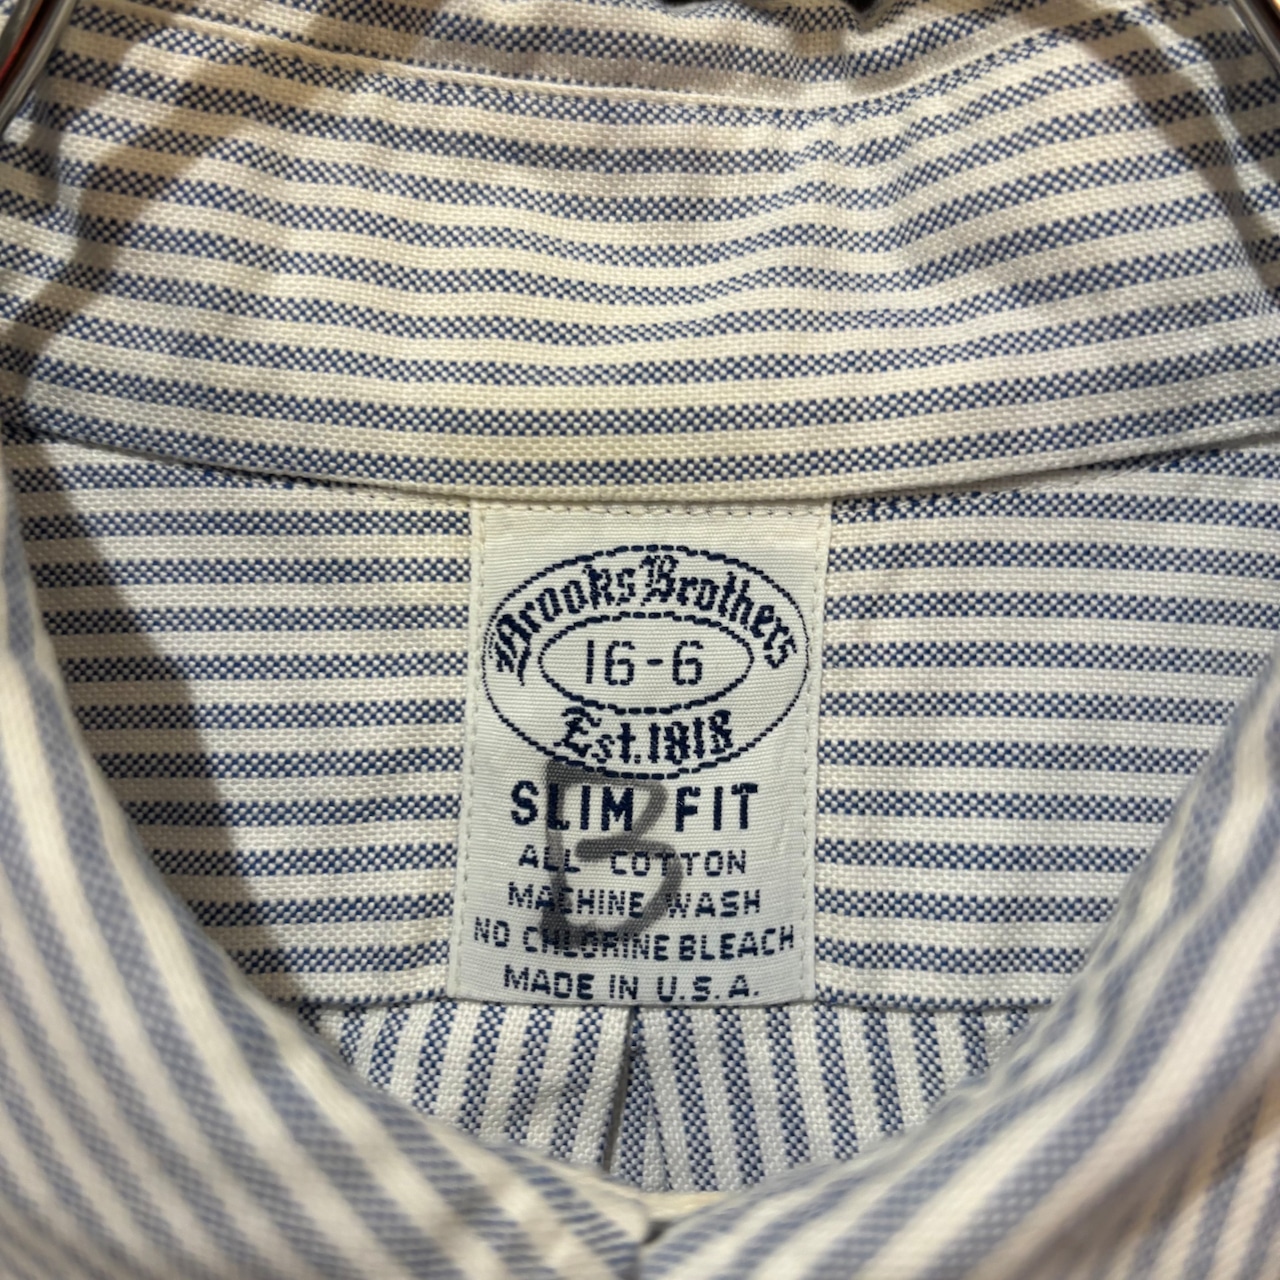 Brooks Brothers
16-6
Est. 1818
SLIM FIT
ALL COTTON
MACHINE WASH
NO CHLORINE BLEACH
MADE IN U.S.A.
B